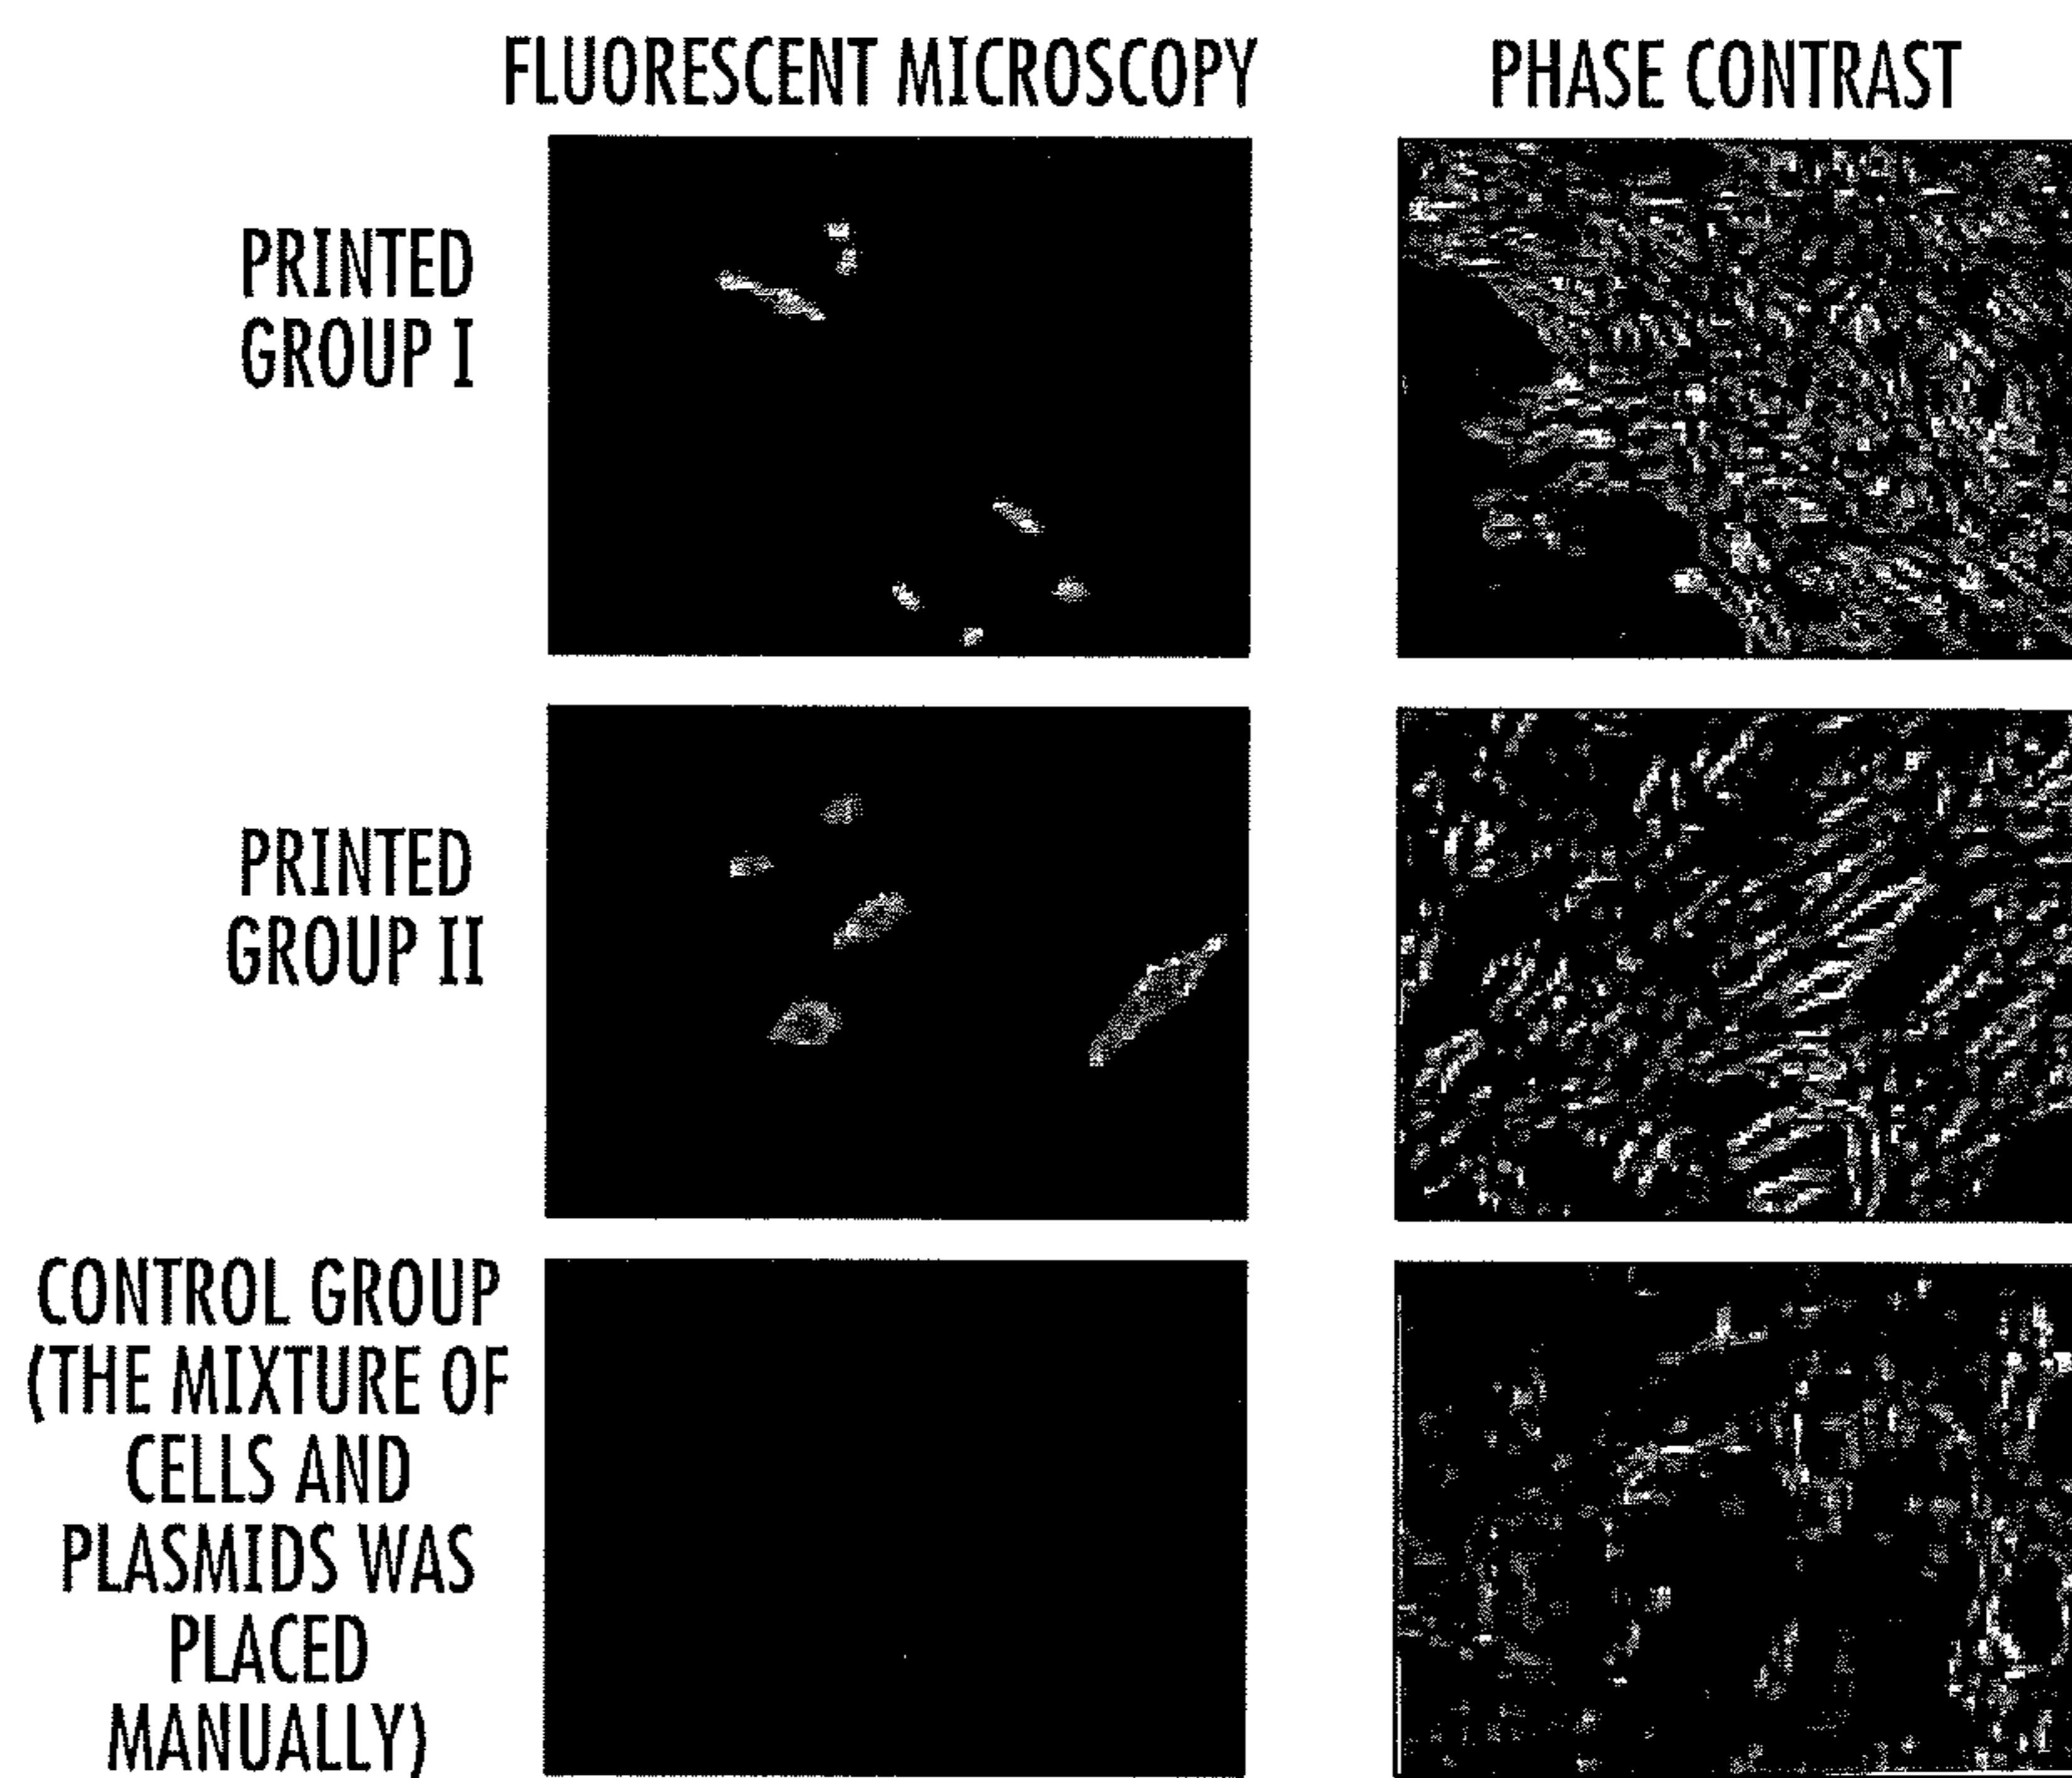 FLUORESCENT MICROSCOPY
PHASE CONTRAST
PRINTED
GROUP I
PRINTED
GROUP II
CONTROL GROUP
(THE MIXTURE OF
CELLS AND
PLASMIDS WAS
PLACED
MANUALLY)